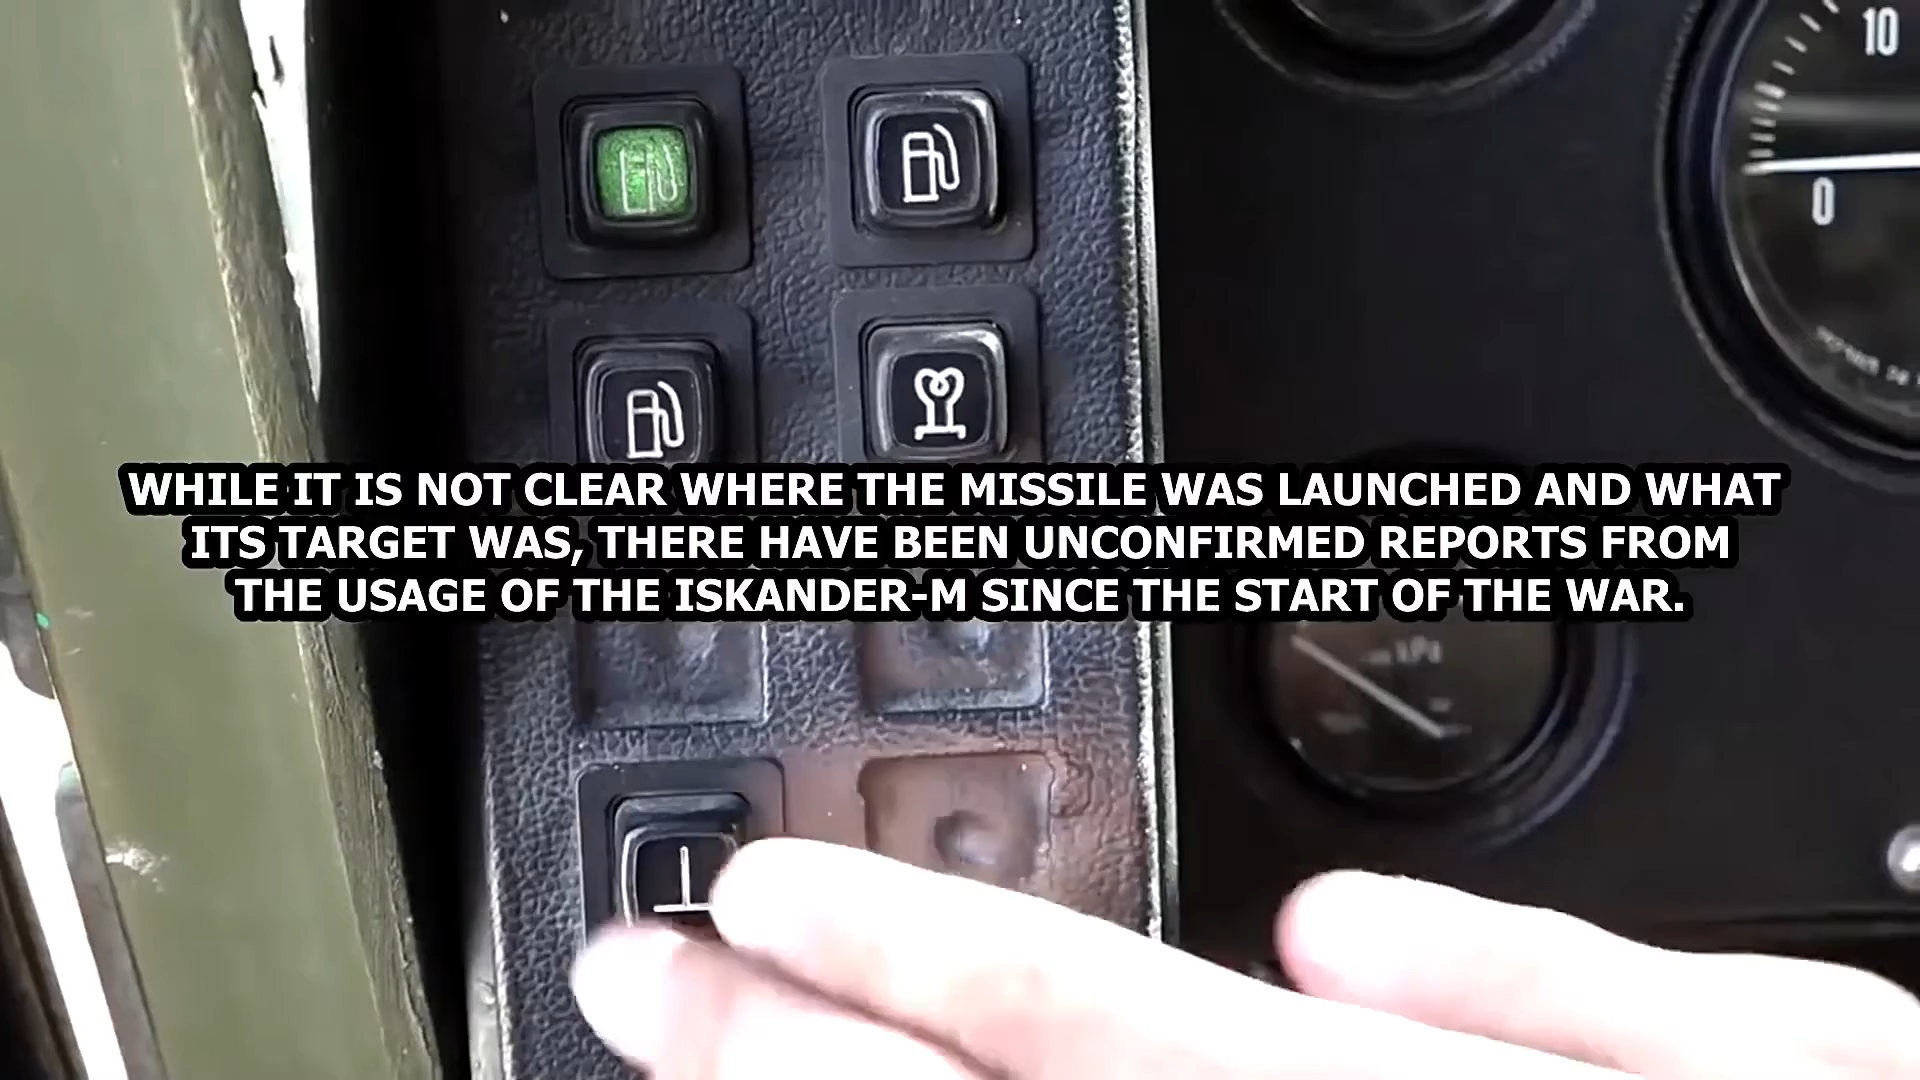 10
0
WHILE IT IS NOT CLEAR WHERE THE MISSILE WAS LAUNCHED AND WHAT
ITS TARGET WAS, THERE HAVE BEEN UNCONFIRMED REPORTS FROM
THE USAGE OF THE ISKANDER-M SINCE THE START OF THE WAR.
kPa